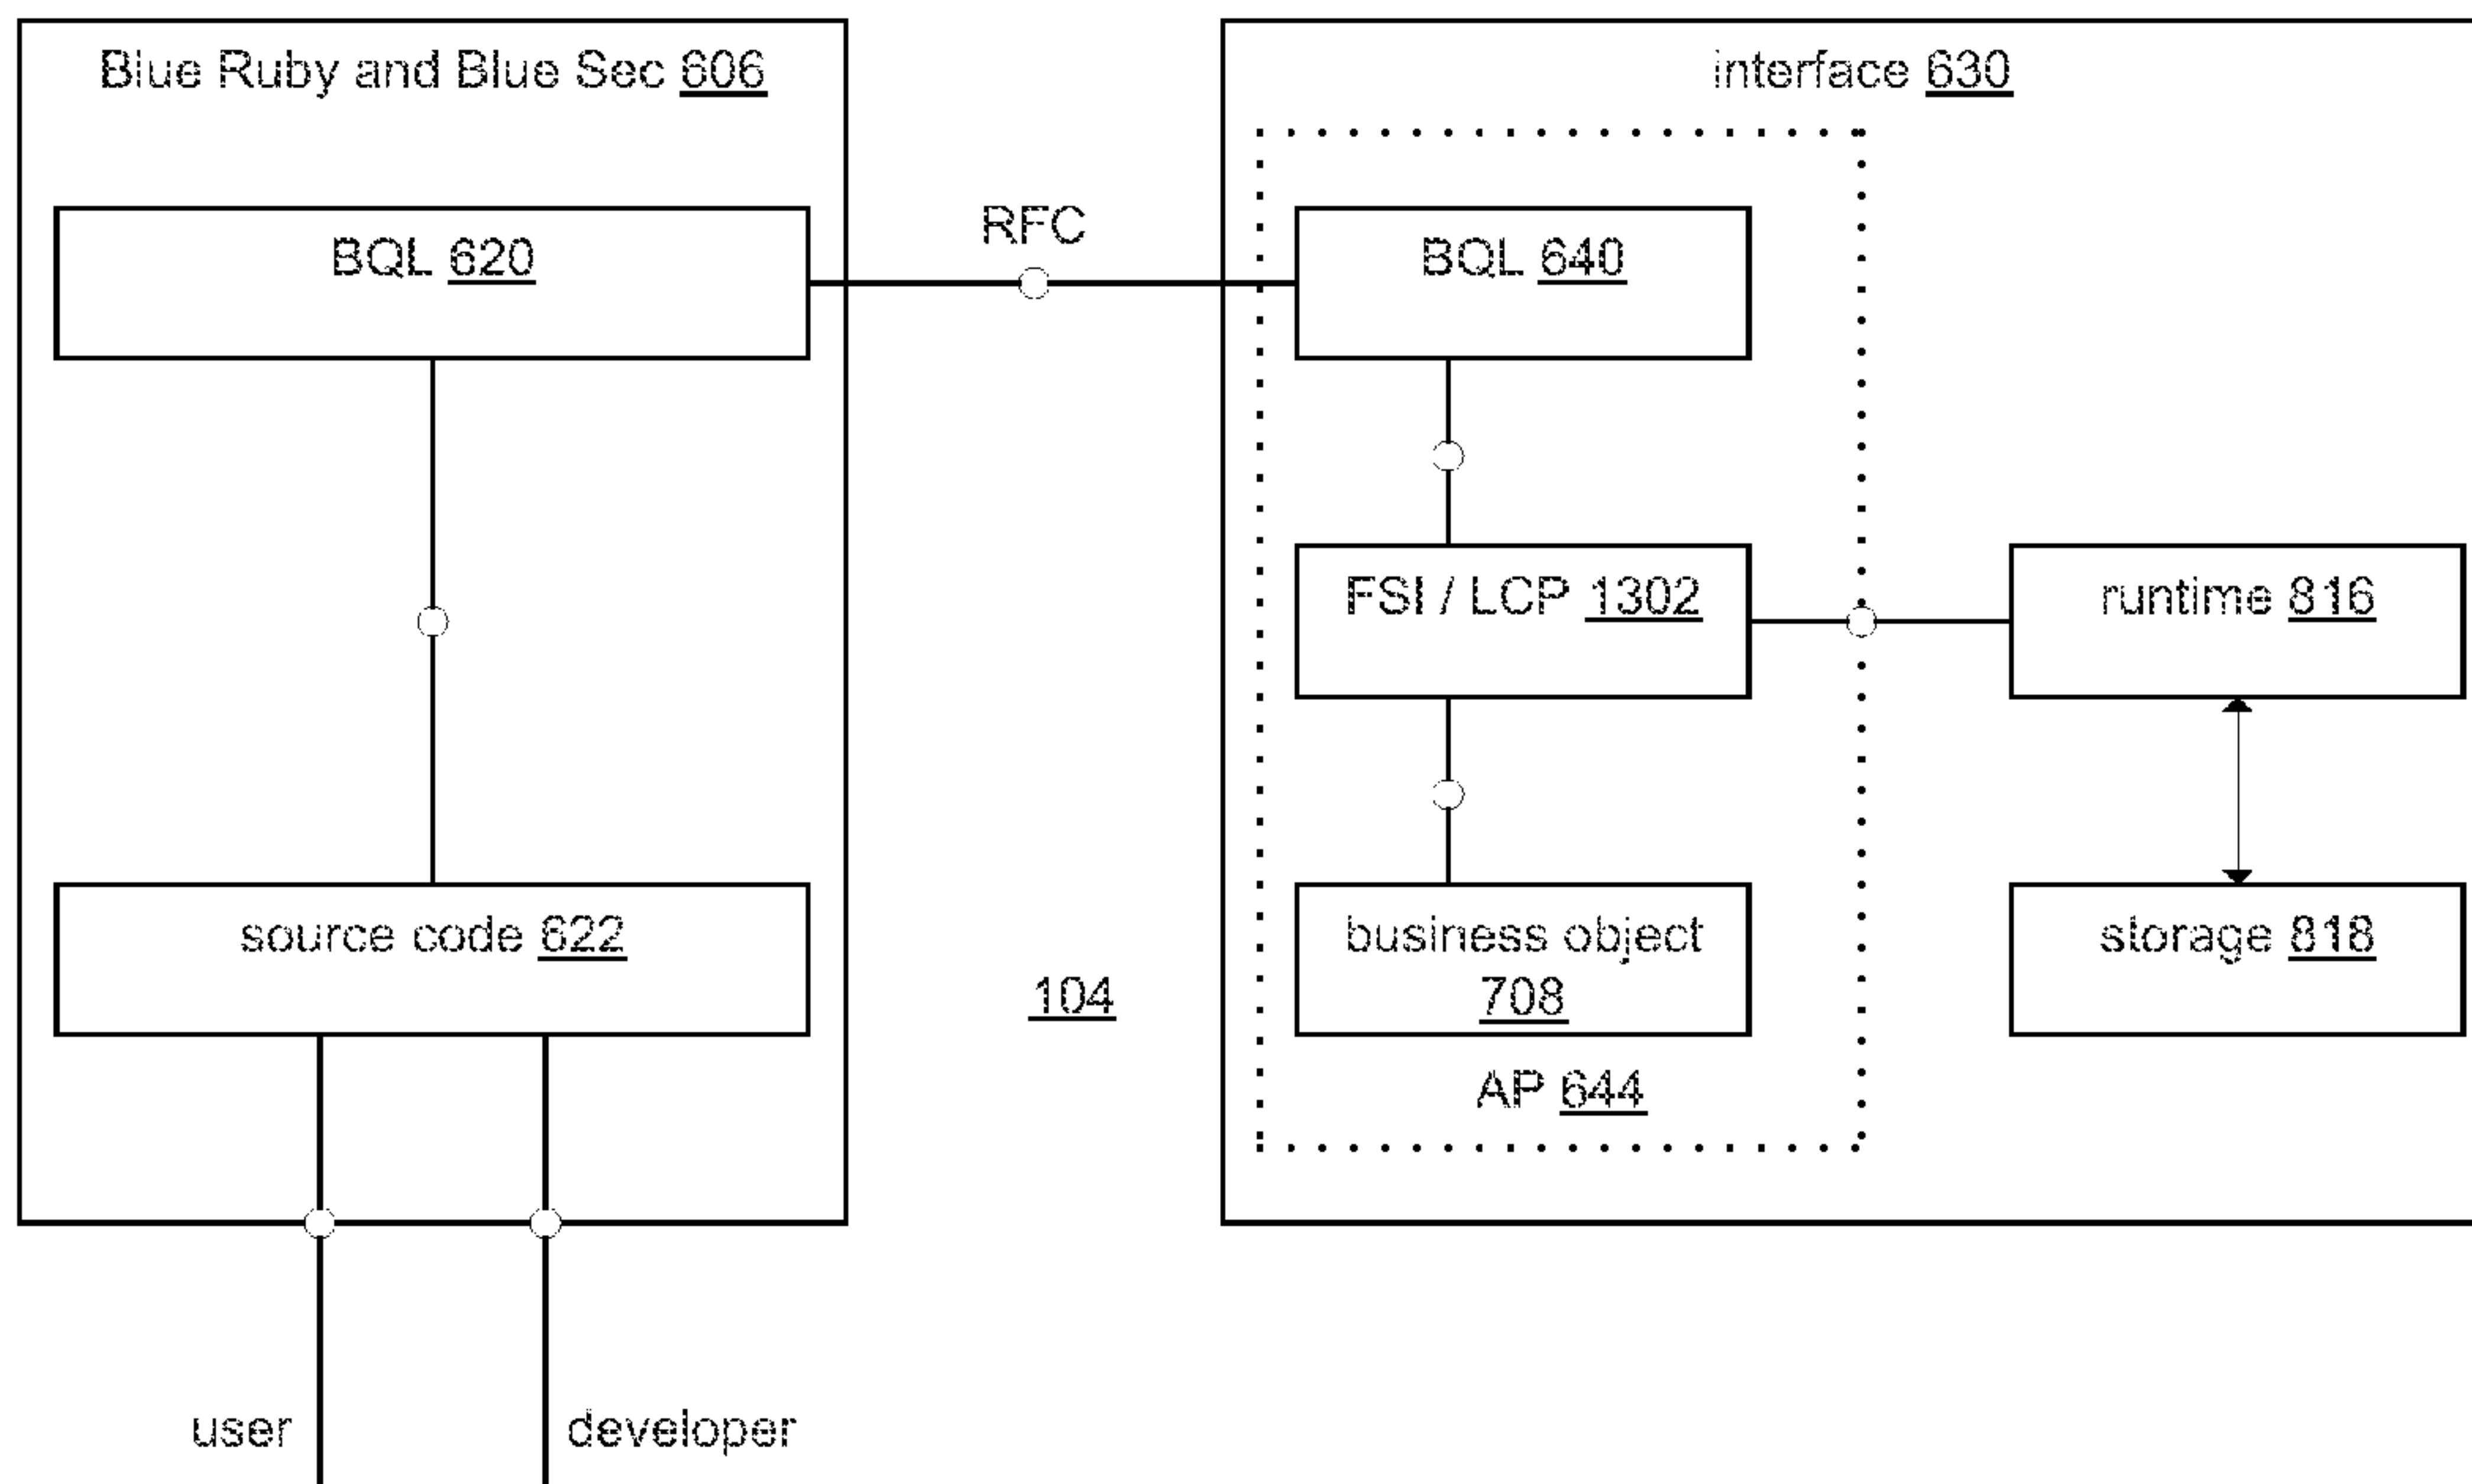 Blue Ruby and Blue Sec 606
interface 630
BQL 620
RFC
BQL 640
FSI / LCP 1302
runtime 816
source code 622
business object
708
storage 818
104
AP 644
user
developer